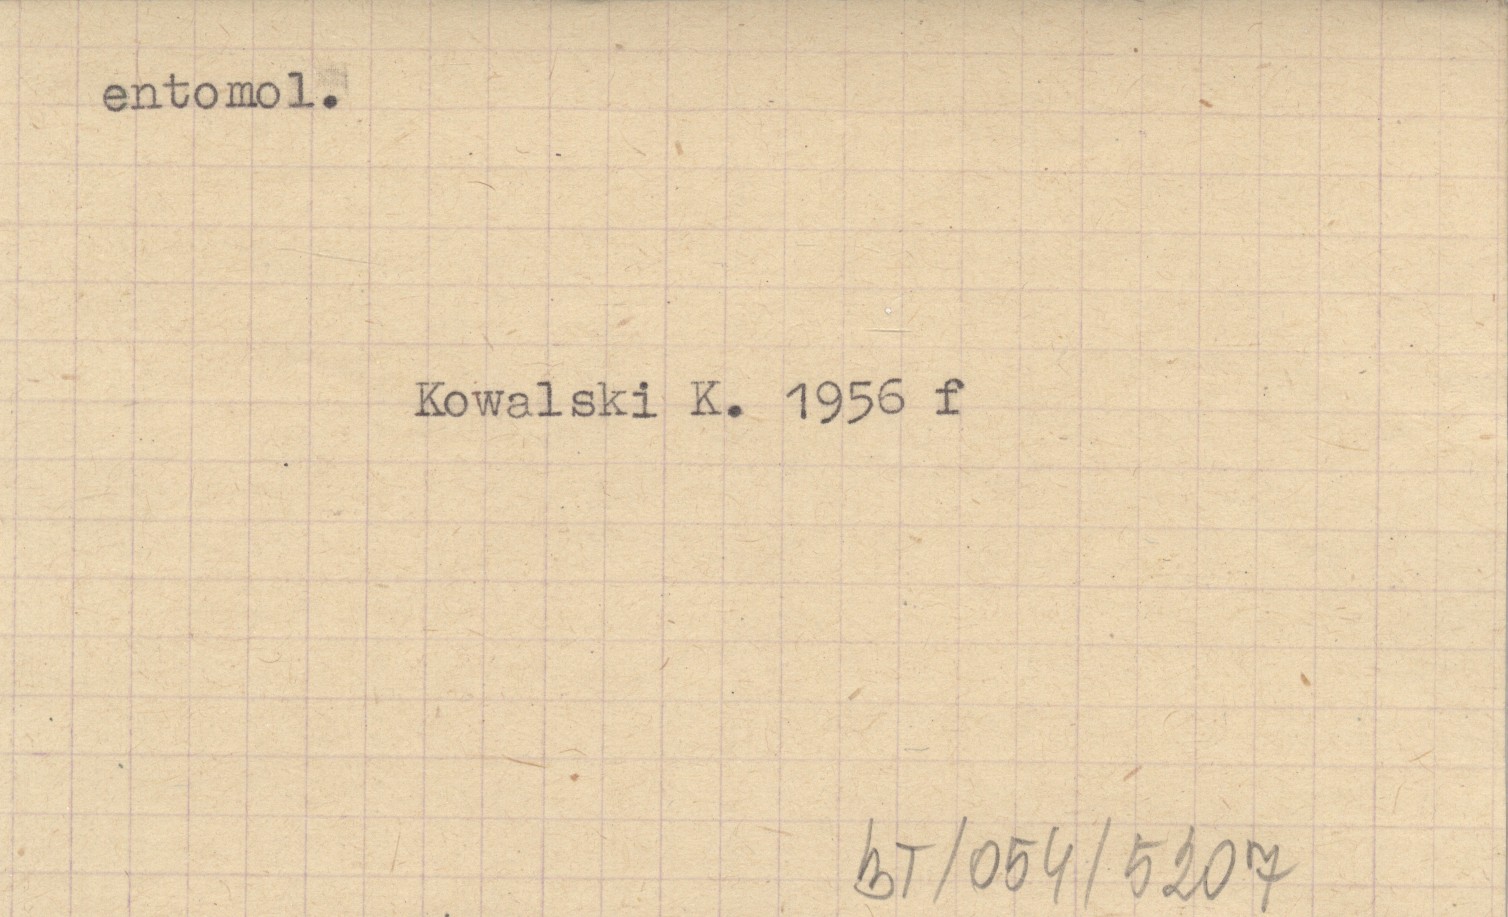 entomol.
Kowalski K. 1956 f
BT/054/5207